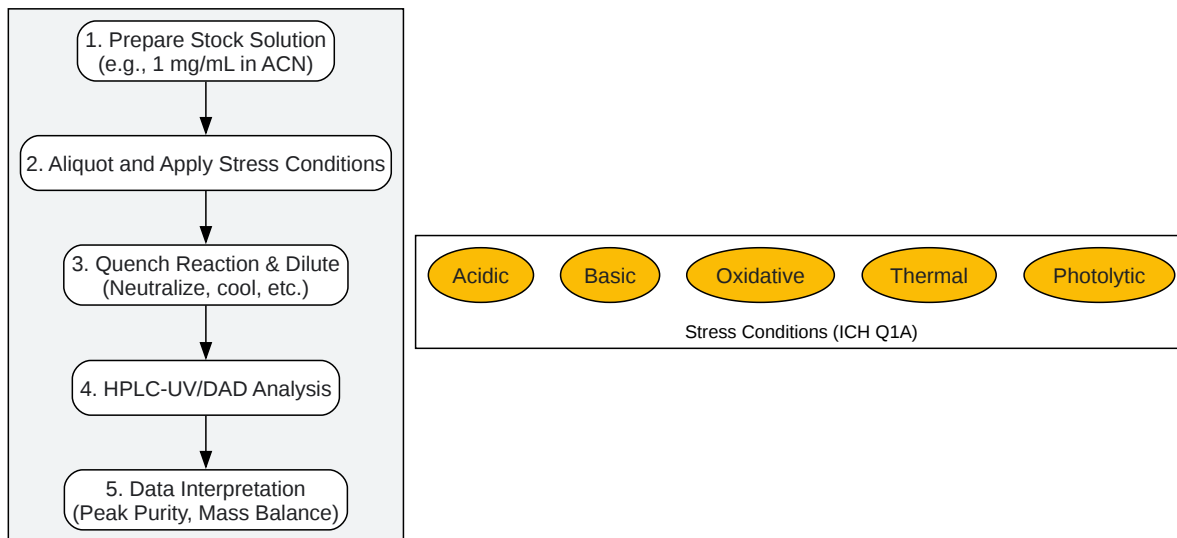 1. Prepare Stock Solution
(e.g., 1 mg/mL in ACN)
2. Aliquot and Apply Stress Conditions
3. Quench Reaction & Dilute
(Neutralize, cool, etc.)
4. HPLC-UV/DAD Analysis
5. Data Interpretation
(Peak Purity, Mass Balance)
Acidic
Basic
Oxidative
Thermal
Photolytic
Stress Conditions (ICH Q1A)